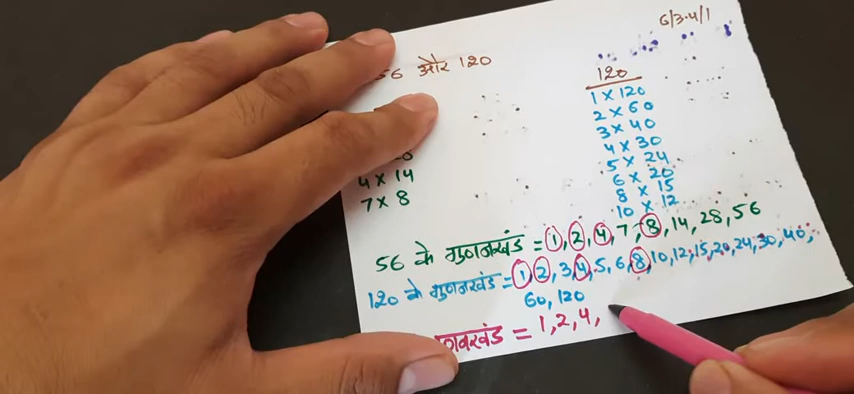 6/3.4/1
56 और 120
120
1 × 120
2 × 60
3 × 40
4 × 30
5 × 24
6 × 20
8 × 15
10 × 12
4 × 14
7 × 8
56 के गुणनखंड = 1, 2, 4, 7, 8, 14, 28, 56
120 के गुणनखंड = 1, 2, 3, 4, 5, 6, 8, 10, 12, 15, 20, 24, 30, 40,
60, 120
= 1, 2, 4,